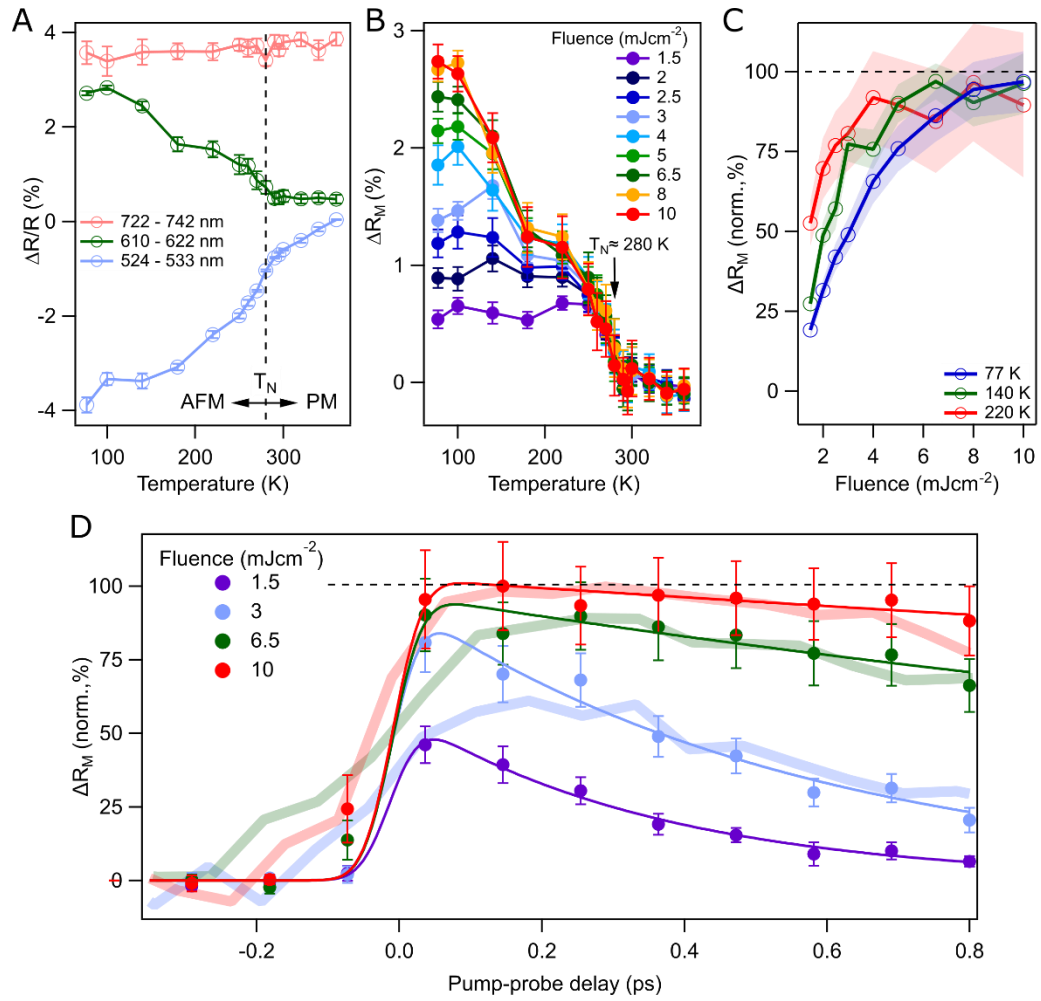 A
4
2
0
-2
-4
ΔR/R (%)
722 - 742 nm
610 - 622 nm
524 - 533 nm
T_N
AFM
PM
100
200
300
Temperature (K)
B
3
2
1
0
ΔR_M (%)
Fluence (mJcm⁻²)
1.5
2
2.5
3
4
5
6.5
8
10
T_N≈ 280 K
100
200
300
Temperature (K)
C
100
75
50
25
0
ΔR_M (norm.,%)
77 K
140 K
220 K
2
4
6
8
10
Fluence (mJcm⁻²)
D
Fluence (mJcm⁻²)
1.5
3
6.5
10
100
75
50
25
0
ΔR_M (norm.,%)
-0.2
0.0
0.2
0.4
0.6
0.8
Pump-probe delay (ps)